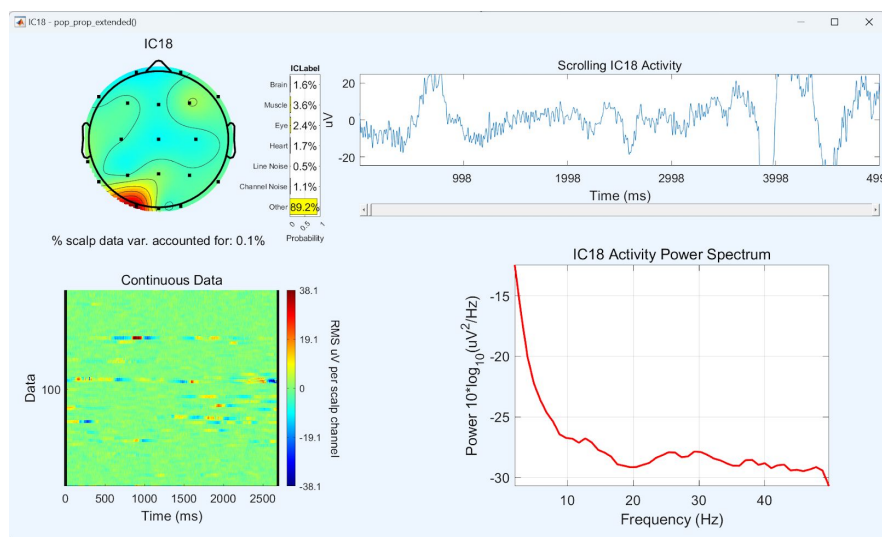 IC18 - pop_prop_extended()
IC18
ICLabel
Brain 1.6%
Muscle 3.6%
Eye 2.4%
Heart 1.7%
Line Noise 0.5%
Channel Noise 1.1%
Other 89.2%
0 0.5 1
Probability
% scalp data var. accounted for: 0.1%
Scrolling IC18 Activity
20
0
-20
uV
998 1998 2998 3998 499
Time (ms)
Continuous Data
Data
100
0 500 1000 1500 2000 2500
Time (ms)
38.1
19.1
0
-19.1
-38.1
RMS uV per scalp channel
IC18 Activity Power Spectrum
Power 10*log10(uV2/Hz)
-15
-20
-25
-30
10 20 30 40
Frequency (Hz)